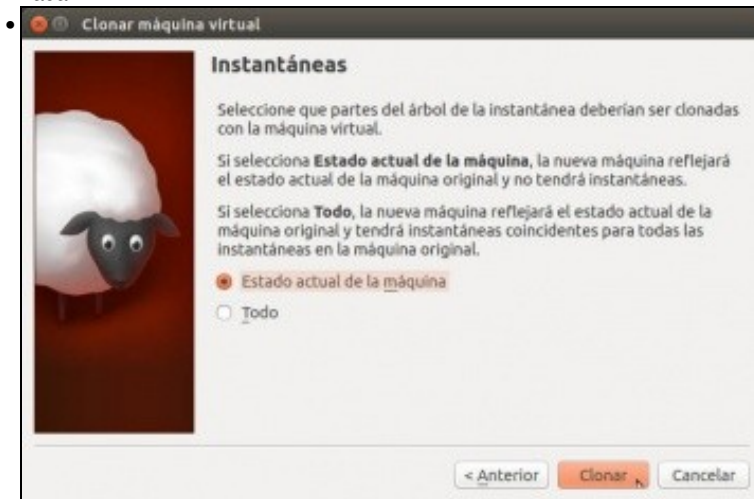 Clonar máquina virtual
Instantáneas
Seleccione que partes del árbol de la instantánea deberían ser clonadas
con la máquina virtual.
Si selecciona Estado actual de la máquina, la nueva máquina reflejará
el estado actual de la máquina original y no tendrá instantáneas.
Si selecciona Todo, la nueva máquina reflejará el estado actual de la
máquina original y tendrá instantáneas coincidentes para todas las
instantáneas en la máquina original.
Estado actual de la máquina
Todo
< Anterior Clonar Cancelar